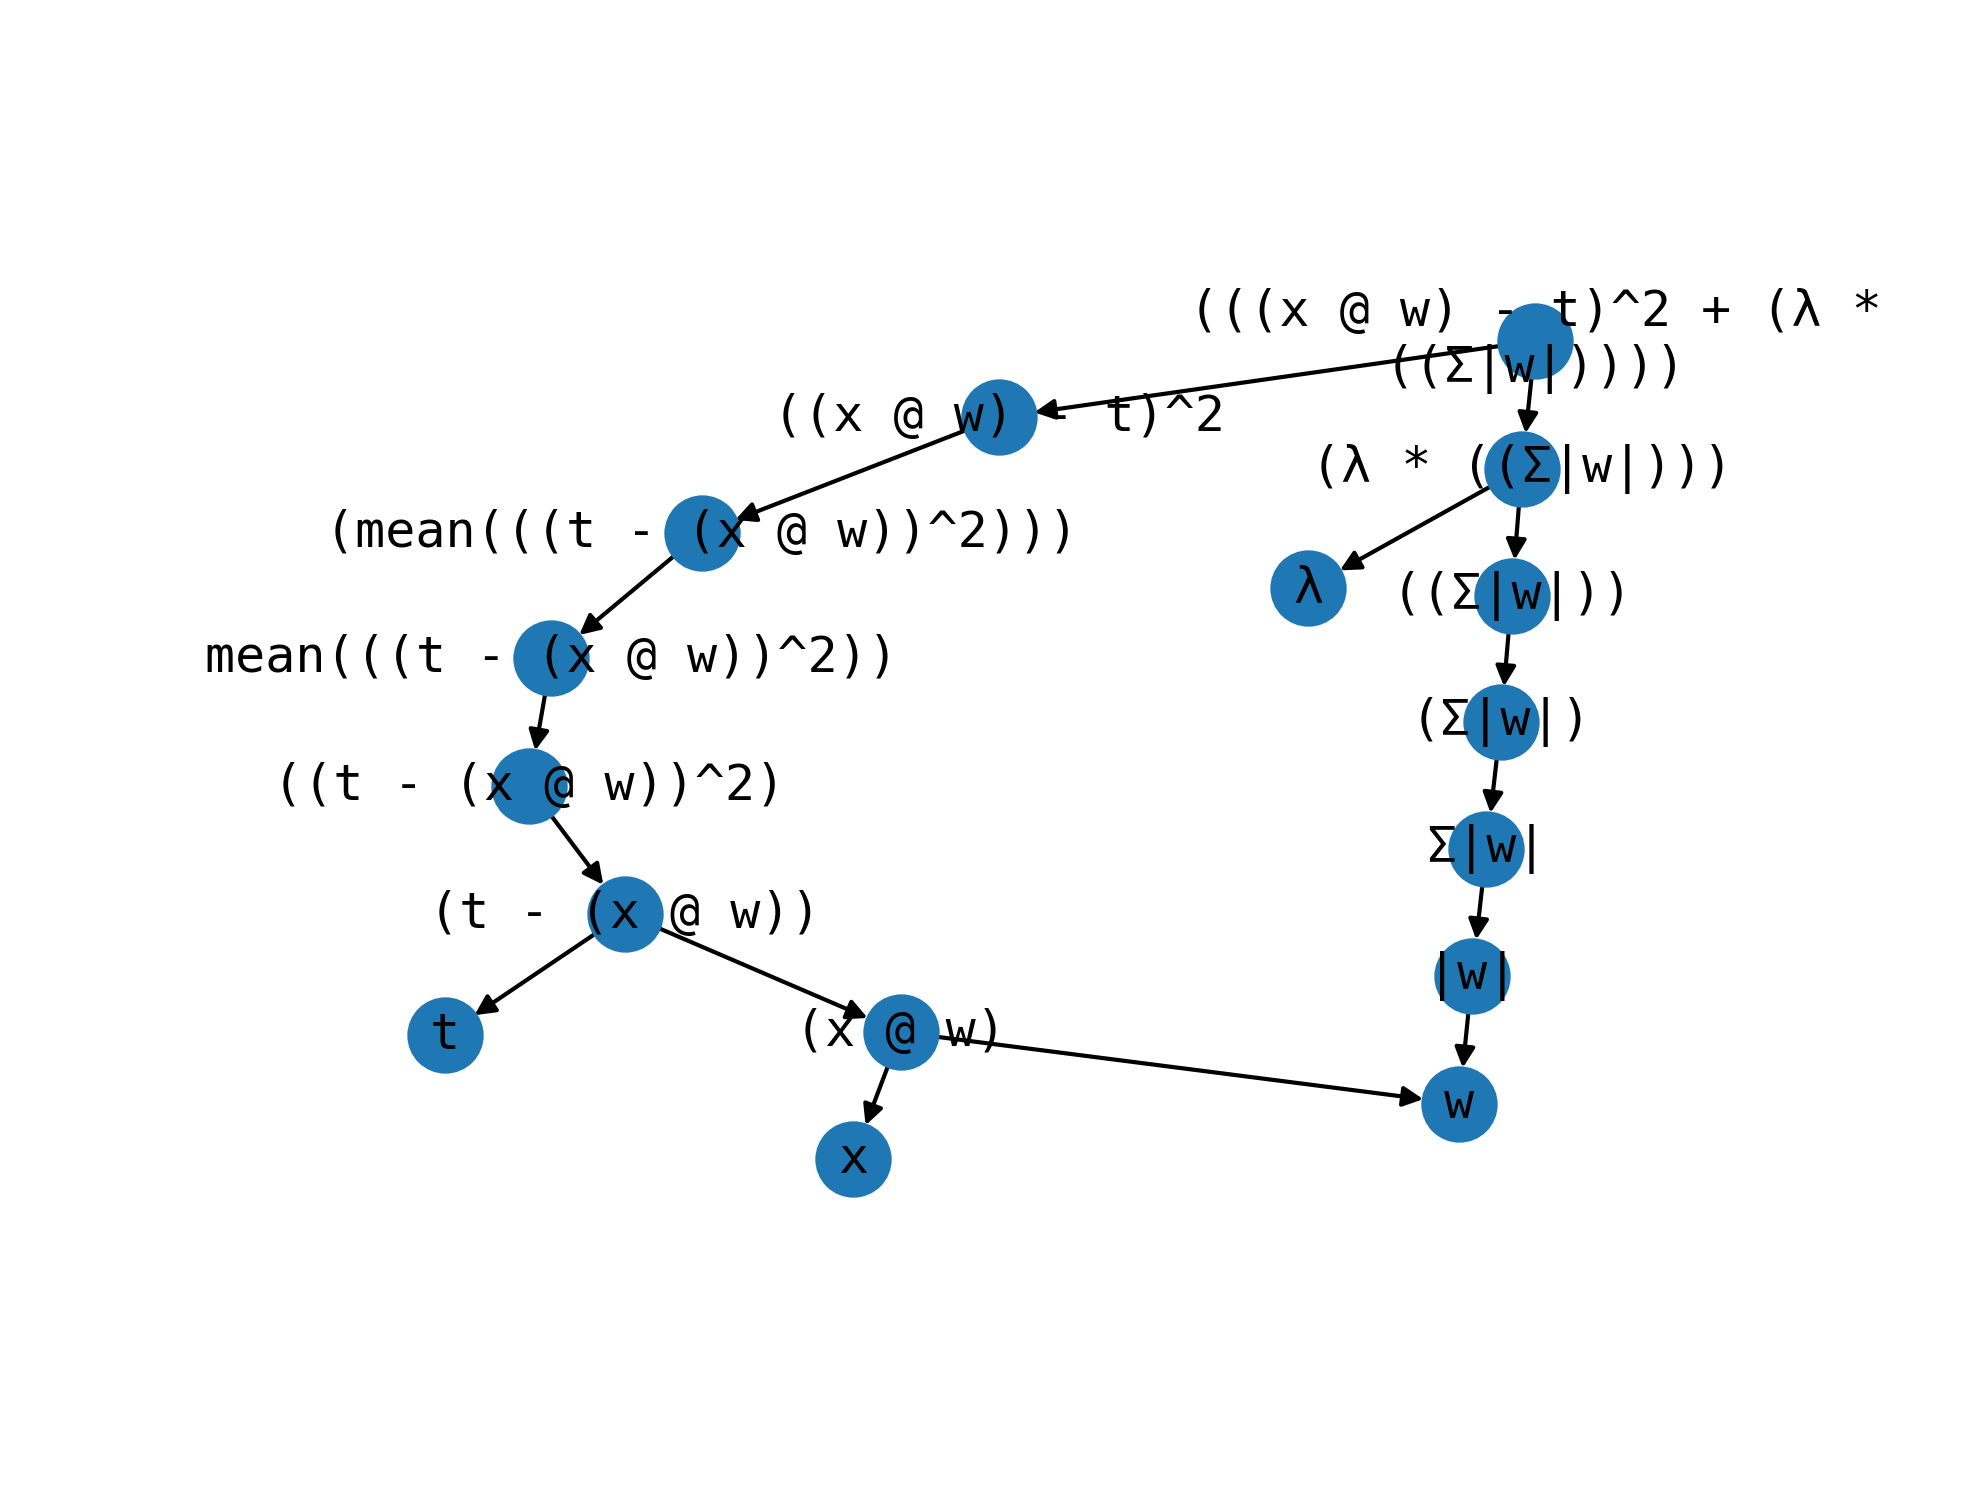 (((x @ w) - t)^2 + (λ *
((Σ|w|))))
((x @ w) - t)^2
(λ * ((Σ|w|)))
(mean(((t - (x @ w))^2)))
λ
((Σ|w|))
mean(((t - (x @ w))^2))
(Σ|w|)
((t - (x @ w))^2)
Σ|w|
(t - (x @ w))
|w|
t
(x @ w)
w
x